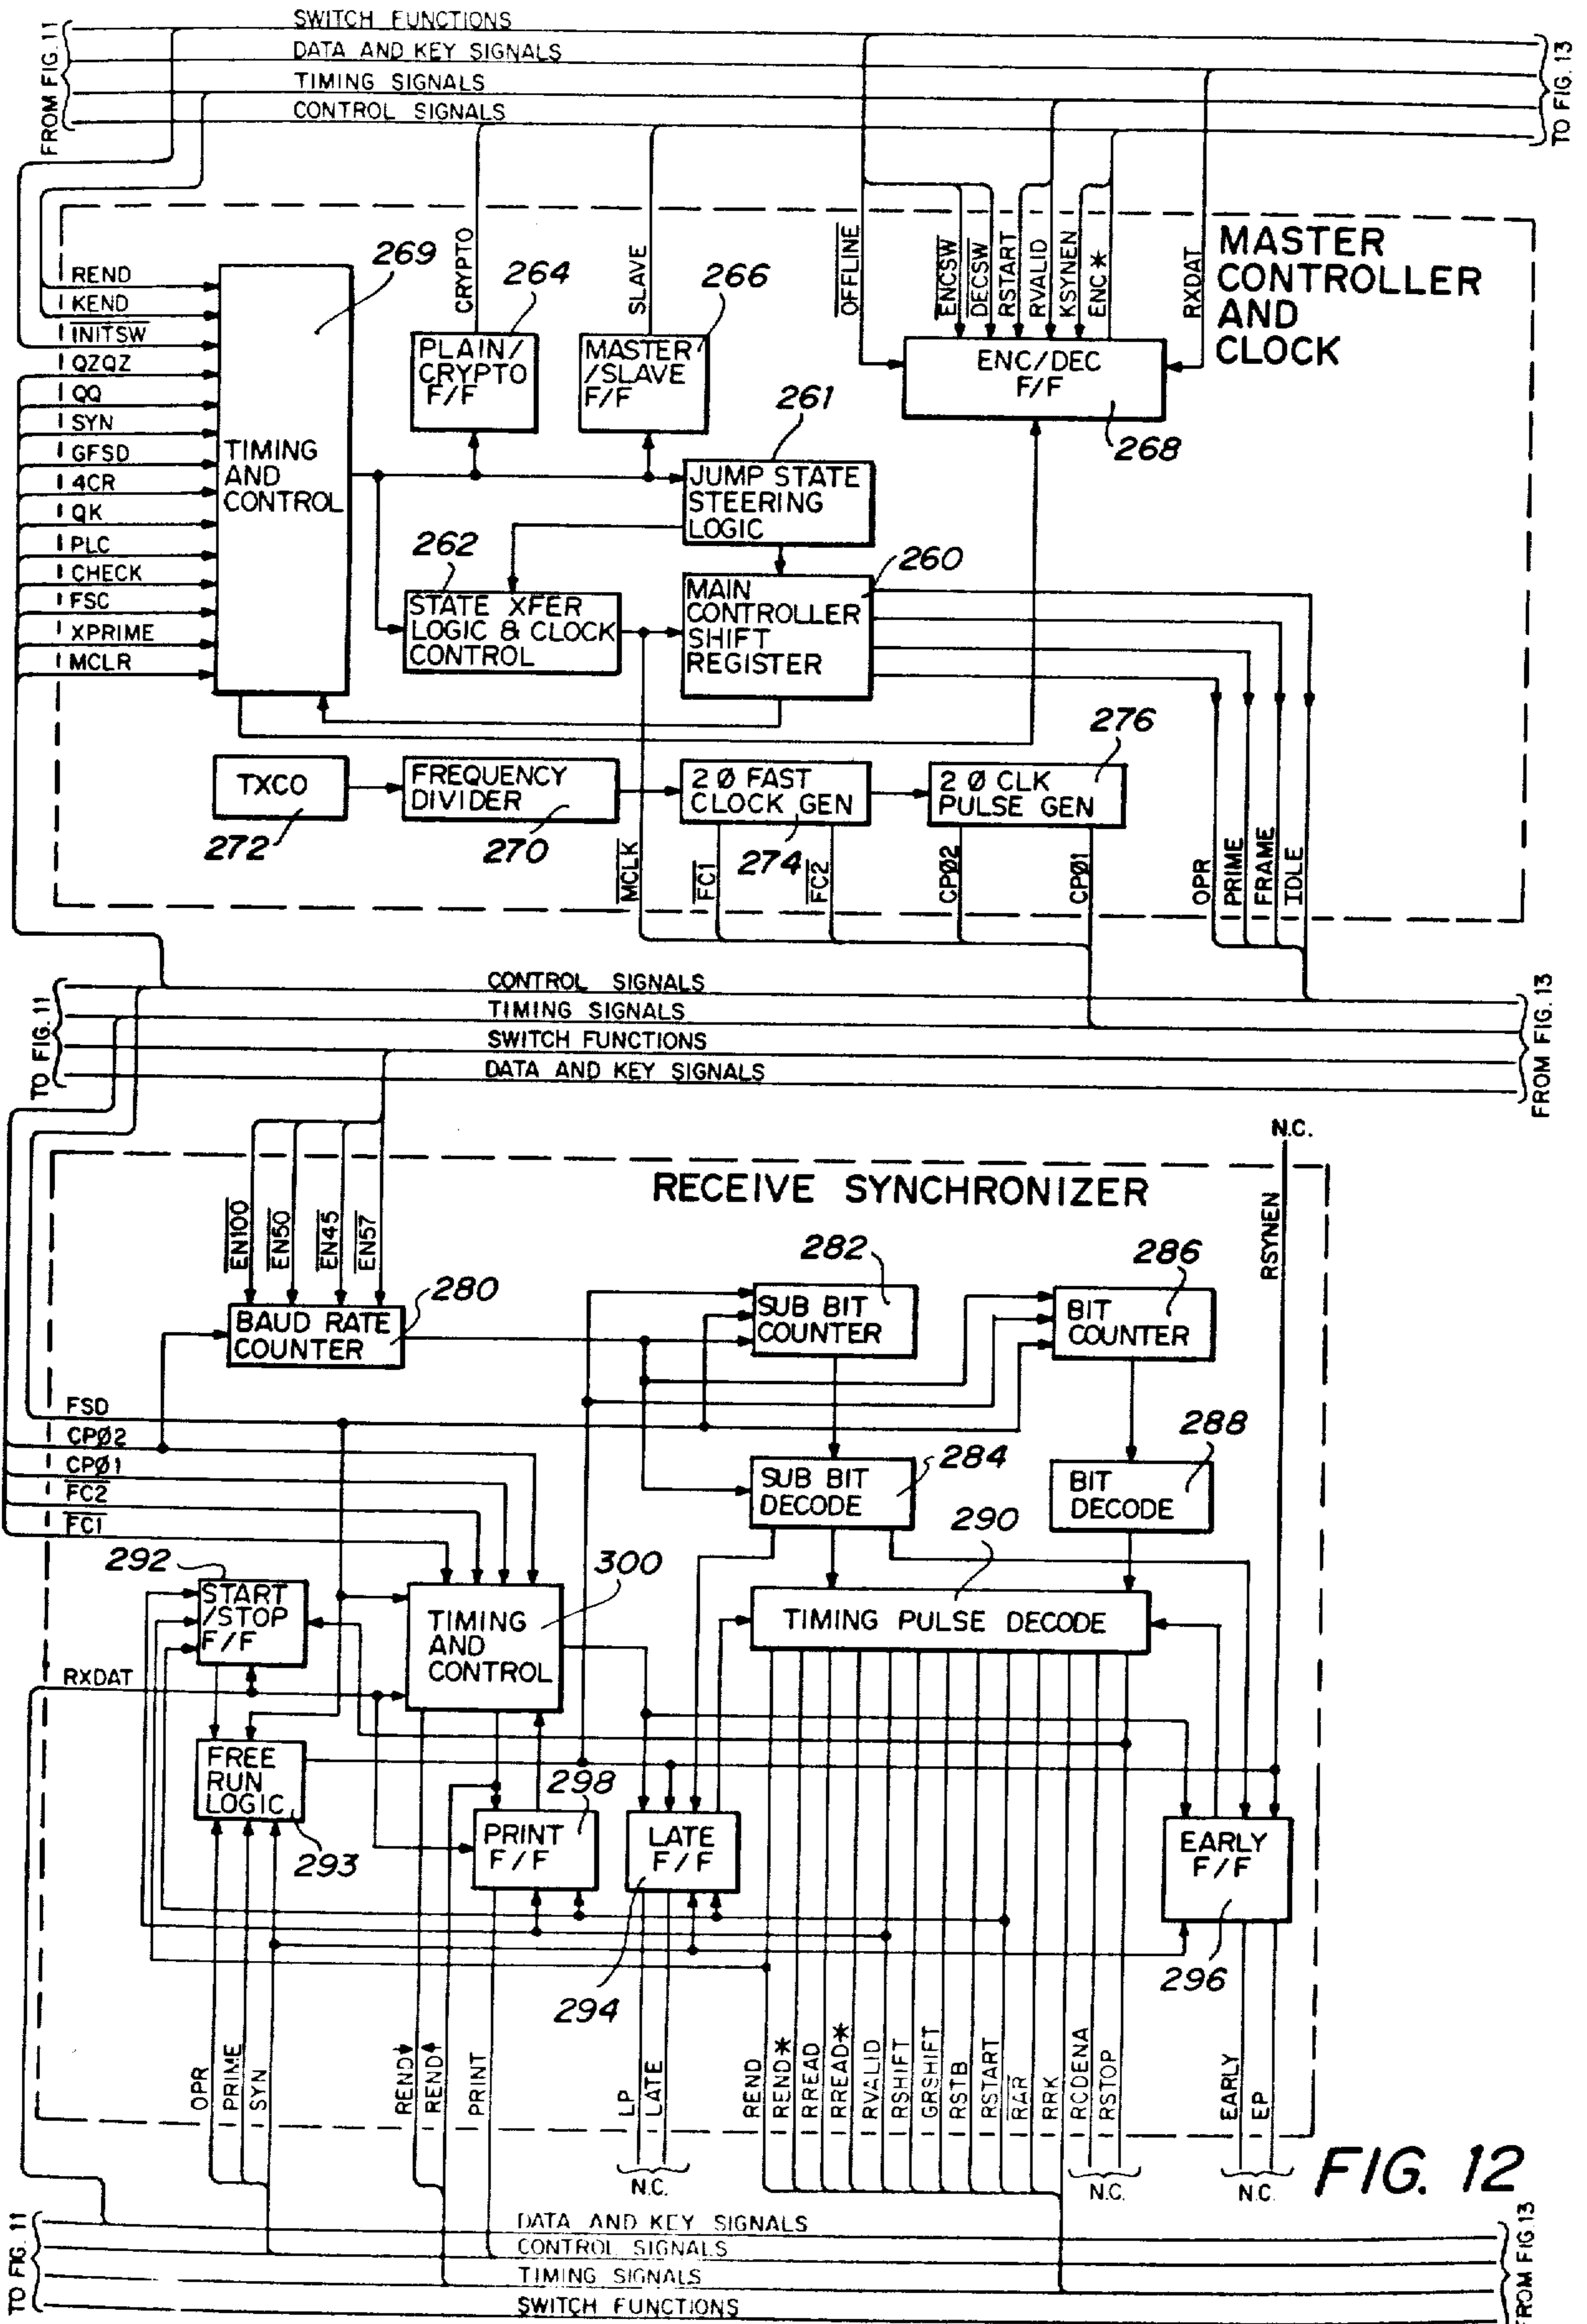 SWITCH FUNCTIONS
DATA AND KEY SIGNALS
TIMING SIGNALS
CONTROL SIGNALS
FROM FIG. 11
TO FIG. 13
MASTER
CONTROLLER
AND
CLOCK
CRYPTO
SLAVE
OFFLINE
ENCSW
DECSW
RSTART
RVALID
KSYNEN
ENC*
RXDAT
REND
KEND
INITSW
QZQZ
QQ
SYN
GFSD
4CR
QK
PLC
CHECK
FSC
XPRIME
MCLR
269
TIMING
AND
CONTROL
264
PLAIN/
CRYPTO
F/F
266
MASTER
/SLAVE
F/F
ENC/DEC
F/F
268
261
JUMP STATE
STEERING
LOGIC
262
STATE XFER
LOGIC & CLOCK
CONTROL
260
MAIN
CONTROLLER
SHIFT
REGISTER
TXCO
272
FREQUENCY
DIVIDER
270
2 Ø FAST
CLOCK GEN
274
2 Ø CLK
PULSE GEN
276
MCLK
FC1
FC2
CPØ2
CPØ1
OPR
PRIME
FRAME
IDLE
TO FIG. 11
CONTROL SIGNALS
TIMING SIGNALS
SWITCH FUNCTIONS
DATA AND KEY SIGNALS
FROM FIG. 13
N.C.
RECEIVE SYNCHRONIZER
RSYNEN
EN100
EN50
EN45
EN57
280
BAUD RATE
COUNTER
282
SUB BIT
COUNTER
286
BIT
COUNTER
FSD
CPØ2
CPØ1
FC2
FC1
284
SUB BIT
DECODE
288
BIT
DECODE
290
TIMING PULSE DECODE
292
START
/STOP
F/F
300
TIMING
AND
CONTROL
RXDAT
FREE
RUN
LOGIC
293
298
PRINT
F/F
LATE
F/F
294
EARLY
F/F
296
OPR
PRIME
SYN
REND↓
REND↑
PRINT
LP
LATE
REND
REND*
RREAD
RREAD*
RVALID
RSHIFT
GRSHIFT
RSTB
RSTART
RAR
RRK
RCDENA
RSTOP
EARLY
EP
N.C.
N.C.
N.C.
FIG. 12
TO FIG. 11
DATA AND KEY SIGNALS
CONTROL SIGNALS
TIMING SIGNALS
SWITCH FUNCTIONS
FROM FIG. 13